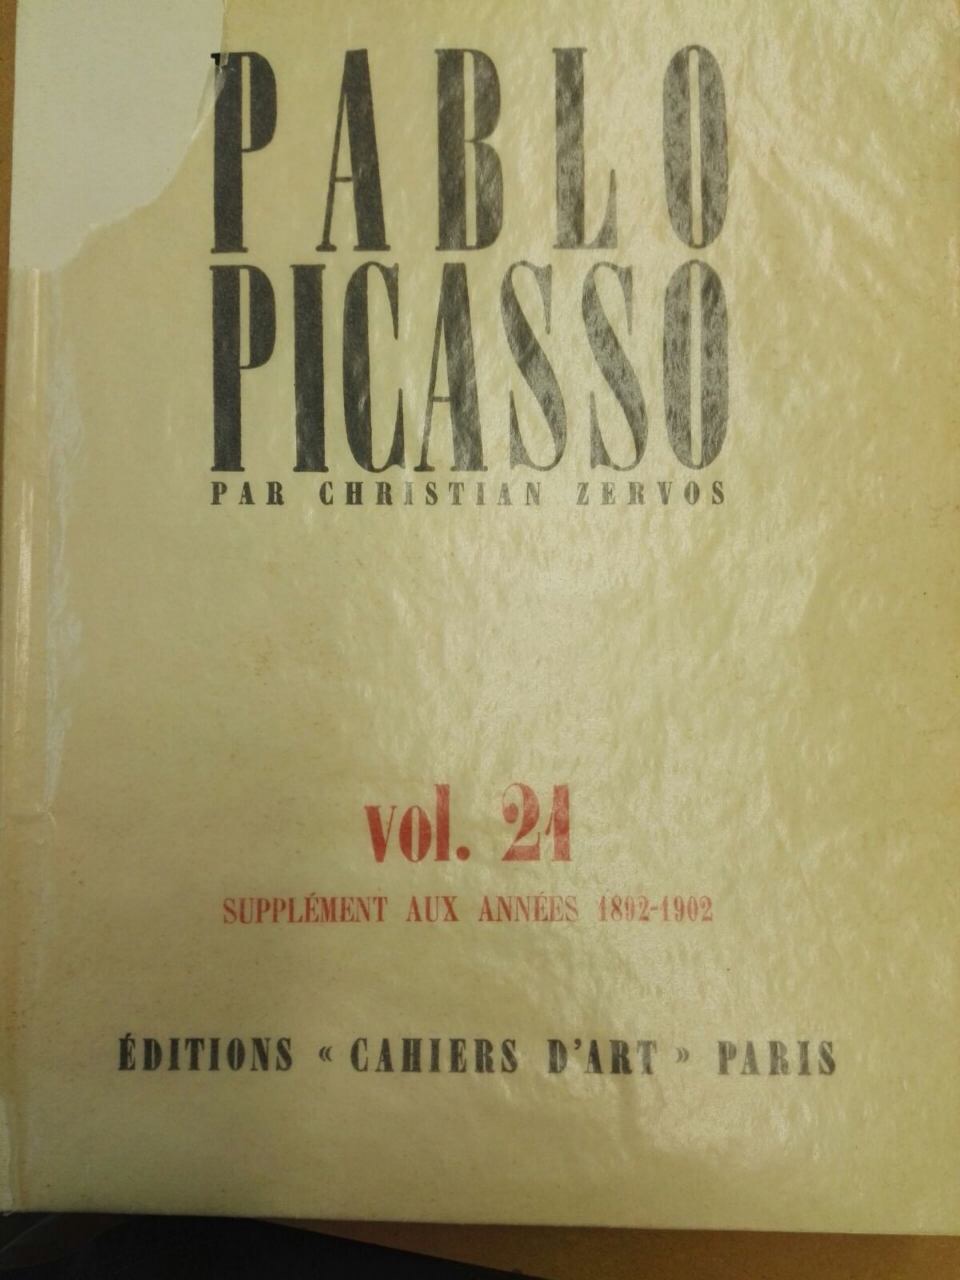 PABLO
PICASSO
PAR CHRISTIAN ZERVOS
vol. 21
SUPPLÉMENT AUX ANNÉES 1892-1902
ÉDITIONS « CAHIERS D'ART » PARIS